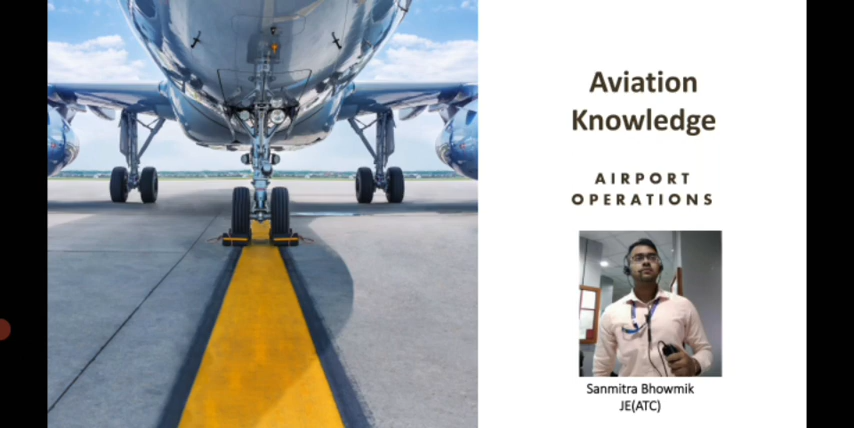 Aviation
Knowledge
AIRPORT
OPERATIONS
Sanmitra Bhowmik
JE(ATC)